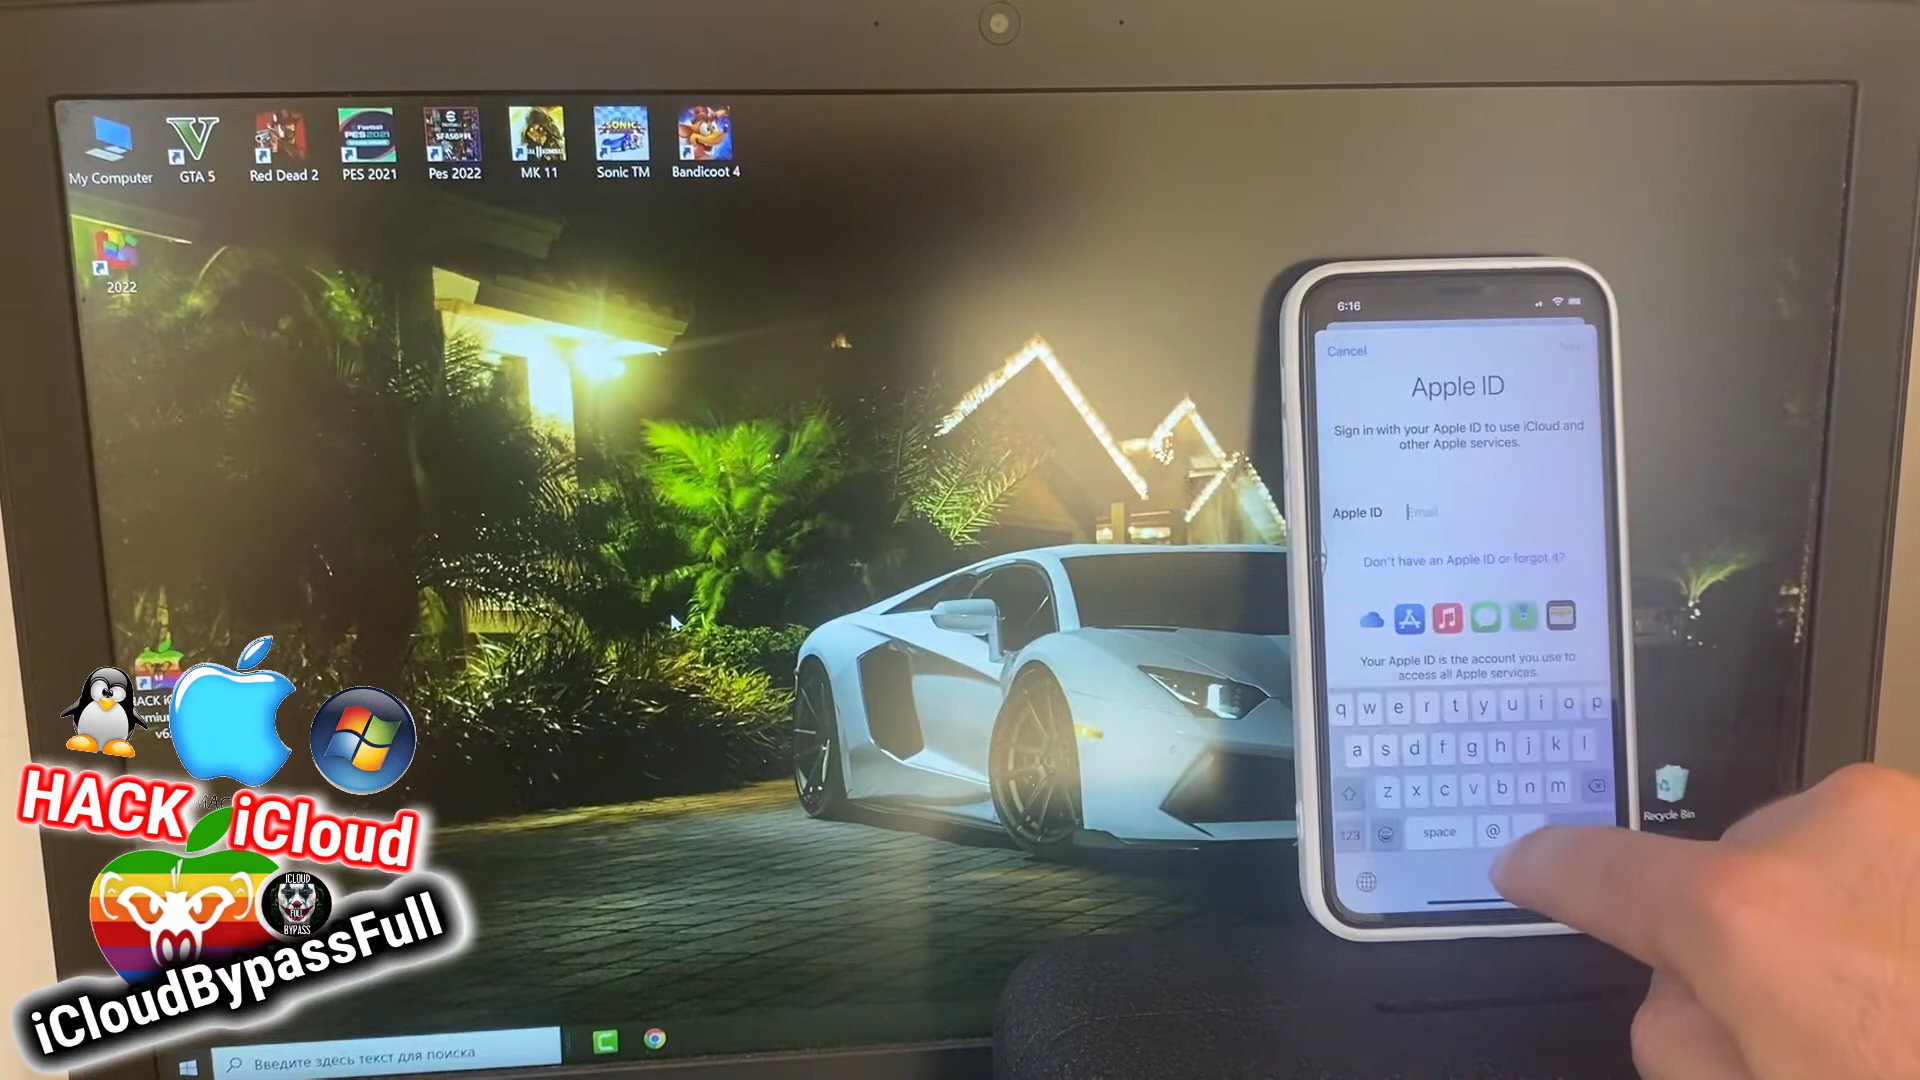 My Computer
GTA 5
Red Dead 2
PES 2021
Pes 2022
MK 11
Sonic TM
Bandicoot 4
2022
6:16
Cancel
Apple ID
Sign in with your Apple ID to use iCloud and
other Apple services.
Apple ID
Email
Don't have an Apple ID or forgot it?
Your Apple ID is the account you use to
access all Apple services.
q w e r t y u i o p
a s d f g h j k l
z x c v b n m
123
space
@
Recycle Bin
HACK iCloud
ICLOUD
FULL
BYPASS
iCloudBypassFull
Введите здесь текст для поиска